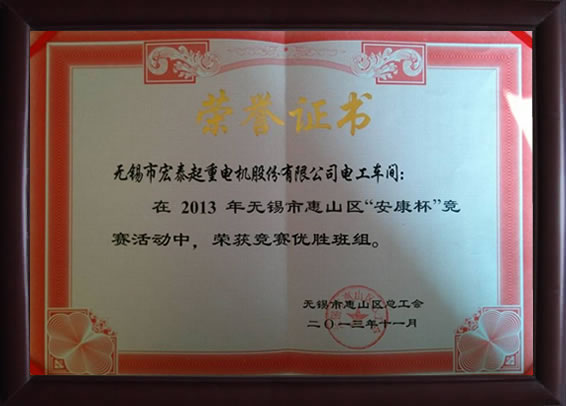 荣誉证书
无锡市宏泰起重电机股份有限公司电工车间：
在 2013 年无锡市惠山区“安康杯”竞
赛活动中，荣获竞赛优胜班组。
无锡市惠山区总工会
二〇一三年十一月